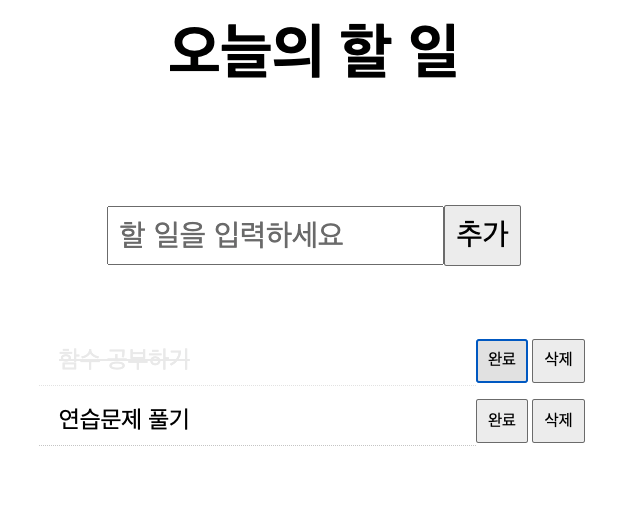 오늘의 할 일
할 일을 입력하세요 추가
함수 공부하기 완료 삭제
연습문제 풀기 완료 삭제